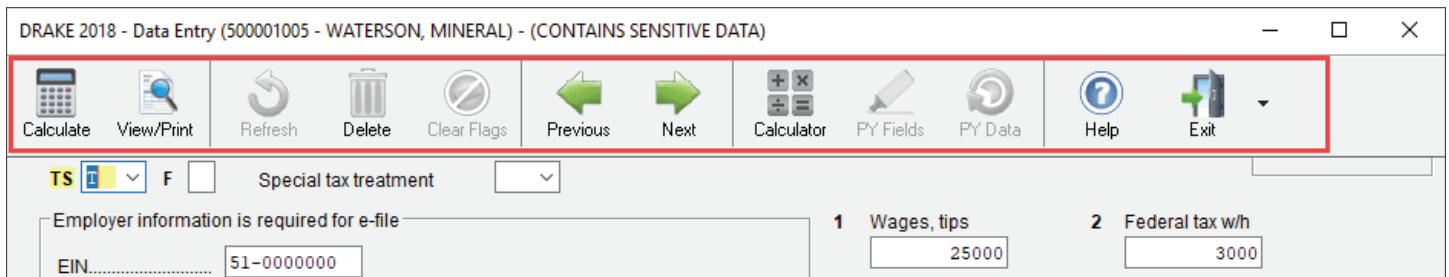 DRAKE 2018 - Data Entry (500001005 - WATERSON, MINERAL) - (CONTAINS SENSITIVE DATA)
Calculate View/Print Refresh Delete Clear Flags Previous Next Calculator PY Fields PY Data Help Exit
TS T F Special tax treatment
Employer information is required for e-file 1 Wages, tips 2 Federal tax w/h
25000 3000
EIN........................... 51-0000000